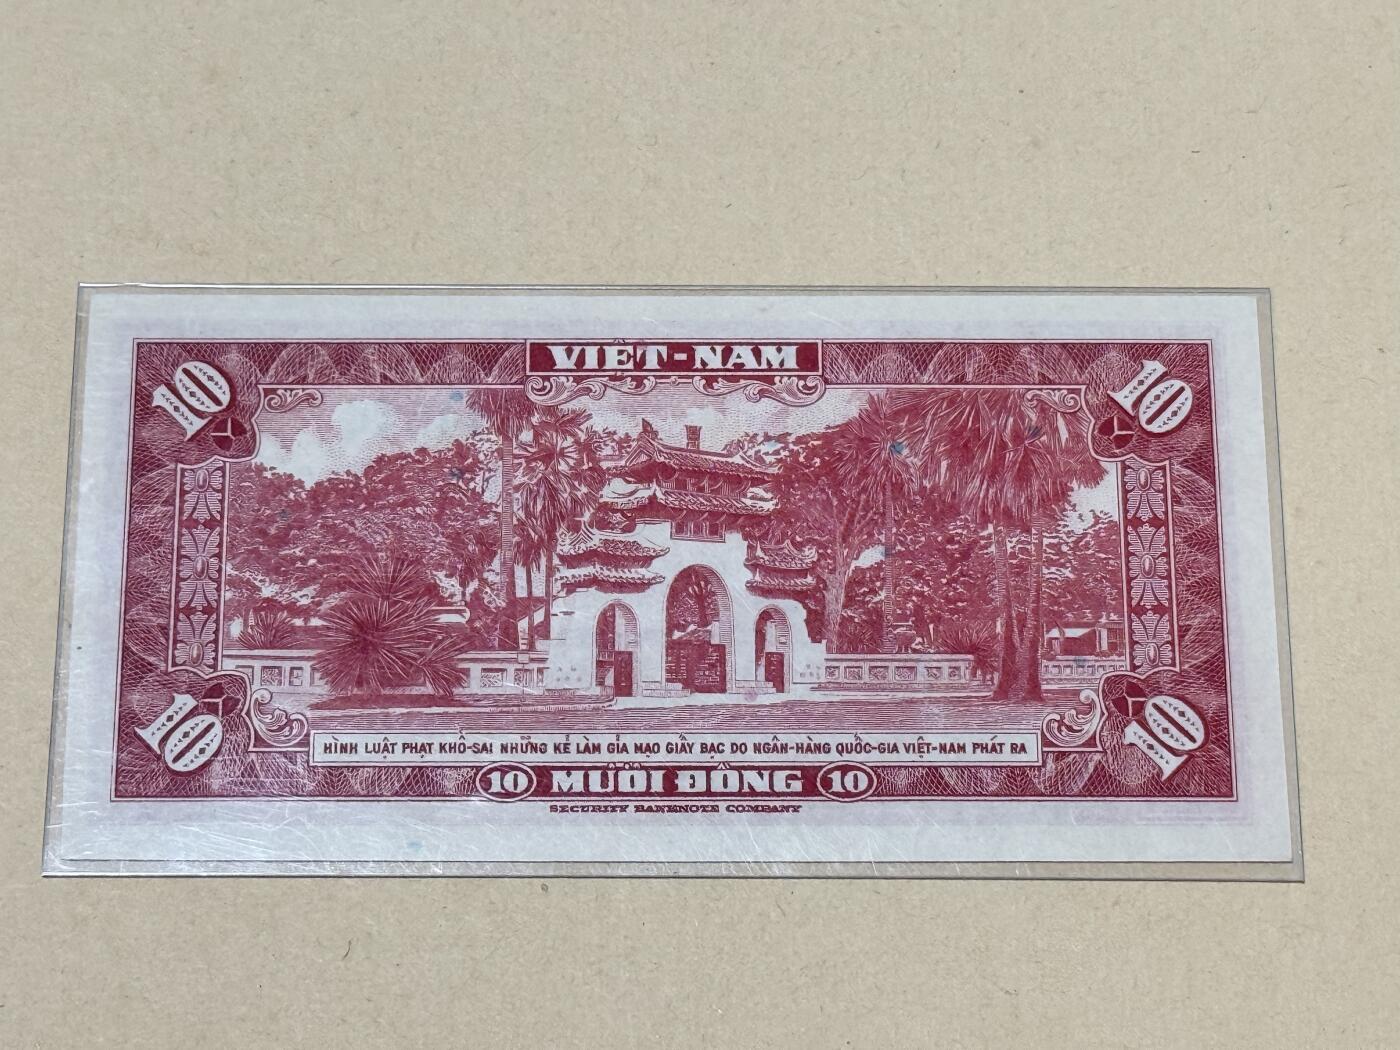 VIỆT-NAM
10 10
HÌNH LUẬT PHẠT KHỔ-SAI NHỮNG KẺ LÀM GIẢ MẠO GIẤY BẠC DO NGÂN-HÀNG QUỐC-GIA VIỆT-NAM PHÁT RA
10 10
10 MƯỜI ĐỒNG 10
SECURITY BANKNOTE COMPANY